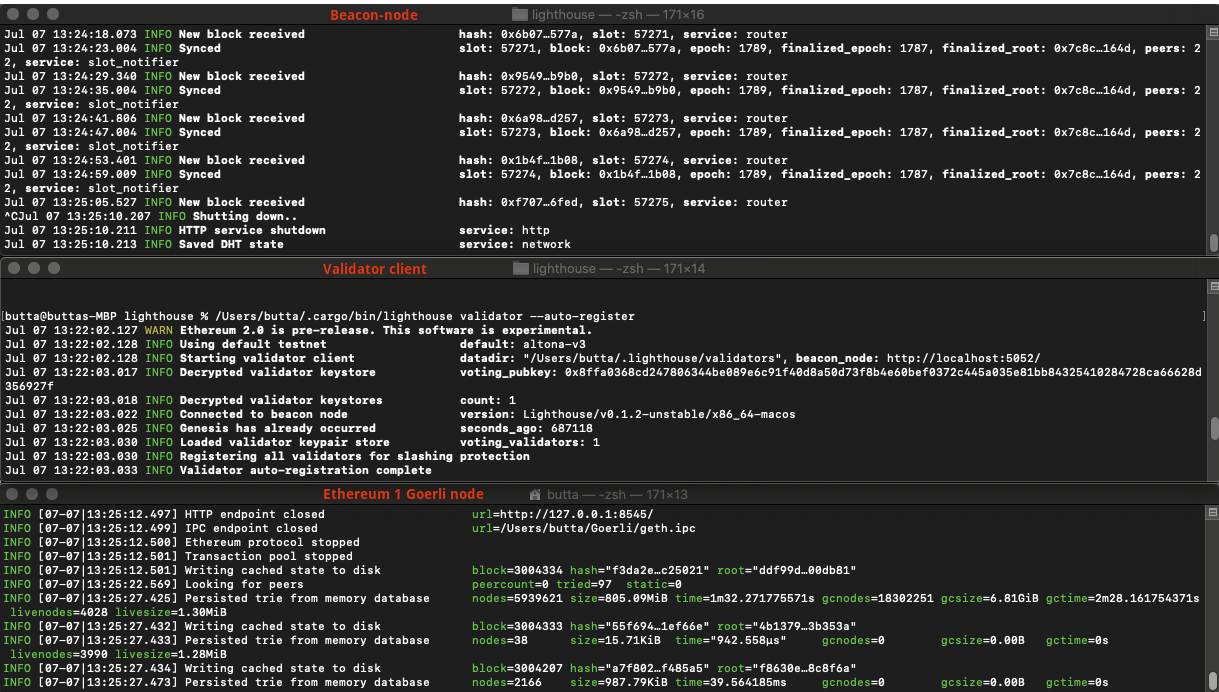 Beacon-node
lighthouse — -zsh — 171×16
Jul 07 13:24:18.073 INFO New block received hash: 0x6b07…577a, slot: 57271, service: router
Jul 07 13:24:23.004 INFO Synced slot: 57271, block: 0x6b07…577a, epoch: 1789, finalized_epoch: 1787, finalized_root: 0x7c8c…164d, peers: 2
2, service: slot_notifier
Jul 07 13:24:29.340 INFO New block received hash: 0x9549…b9b0, slot: 57272, service: router
Jul 07 13:24:35.004 INFO Synced slot: 57272, block: 0x9549…b9b0, epoch: 1789, finalized_epoch: 1787, finalized_root: 0x7c8c…164d, peers: 2
2, service: slot_notifier
Jul 07 13:24:41.806 INFO New block received hash: 0x6a98…d257, slot: 57273, service: router
Jul 07 13:24:47.004 INFO Synced slot: 57273, block: 0x6a98…d257, epoch: 1789, finalized_epoch: 1787, finalized_root: 0x7c8c…164d, peers: 2
2, service: slot_notifier
Jul 07 13:24:53.401 INFO New block received hash: 0x1b4f…1b08, slot: 57274, service: router
Jul 07 13:24:59.009 INFO Synced slot: 57274, block: 0x1b4f…1b08, epoch: 1789, finalized_epoch: 1787, finalized_root: 0x7c8c…164d, peers: 2
2, service: slot_notifier
Jul 07 13:25:05.527 INFO New block received hash: 0xf707…6fed, slot: 57275, service: router
^CJul 07 13:25:10.207 INFO Shutting down..
Jul 07 13:25:10.211 INFO HTTP service shutdown service: http
Jul 07 13:25:10.213 INFO Saved DHT state service: network
Validator client
lighthouse — -zsh — 171×14
[butta@buttas-MBP lighthouse % /Users/butta/.cargo/bin/lighthouse validator --auto-register ]
Jul 07 13:22:02.127 WARN Ethereum 2.0 is pre-release. This software is experimental.
Jul 07 13:22:02.128 INFO Using default testnet default: altona-v3
Jul 07 13:22:02.128 INFO Starting validator client datadir: "/Users/butta/.lighthouse/validators", beacon_node: http://localhost:5052/
Jul 07 13:22:03.017 INFO Decrypted validator keystore voting_pubkey: 0x8ffa0368cd247806344be089e6c91f40d8a50d73f8b4e60bef0372c445a035e81bb84325410284728ca66628d
356927f
Jul 07 13:22:03.018 INFO Decrypted validator keystores count: 1
Jul 07 13:22:03.022 INFO Connected to beacon node version: Lighthouse/v0.1.2-unstable/x86_64-macos
Jul 07 13:22:03.025 INFO Genesis has already occurred seconds_ago: 687118
Jul 07 13:22:03.030 INFO Loaded validator keypair store voting_validators: 1
Jul 07 13:22:03.030 INFO Registering all validators for slashing protection
Jul 07 13:22:03.033 INFO Validator auto-registration complete
Ethereum 1 Goerli node
butta — -zsh — 171×13
INFO [07-07|13:25:12.497] HTTP endpoint closed url=http://127.0.0.1:8545/
INFO [07-07|13:25:12.499] IPC endpoint closed url=/Users/butta/Goerli/geth.ipc
INFO [07-07|13:25:12.500] Ethereum protocol stopped
INFO [07-07|13:25:12.501] Transaction pool stopped
INFO [07-07|13:25:12.501] Writing cached state to disk block=3004334 hash="f3da2e…c25021" root="ddf99d…00db81"
INFO [07-07|13:25:22.569] Looking for peers peercount=0 tried=97 static=0
INFO [07-07|13:25:27.425] Persisted trie from memory database nodes=5939621 size=805.09MiB time=1m32.271775571s gcnodes=18302251 gcsize=6.81GiB gctime=2m28.161754371s
livenodes=4028 livesize=1.30MiB
INFO [07-07|13:25:27.432] Writing cached state to disk block=3004333 hash="55f694…1ef66e" root="4b1379…3b353a"
INFO [07-07|13:25:27.433] Persisted trie from memory database nodes=38 size=15.71KiB time="942.558µs" gcnodes=0 gcsize=0.00B gctime=0s
livenodes=3990 livesize=1.28MiB
INFO [07-07|13:25:27.434] Writing cached state to disk block=3004207 hash="a7f802…f485a5" root="f8630e…8c8f6a"
INFO [07-07|13:25:27.473] Persisted trie from memory database nodes=2166 size=987.79KiB time=39.564185ms gcnodes=0 gcsize=0.00B gctime=0s